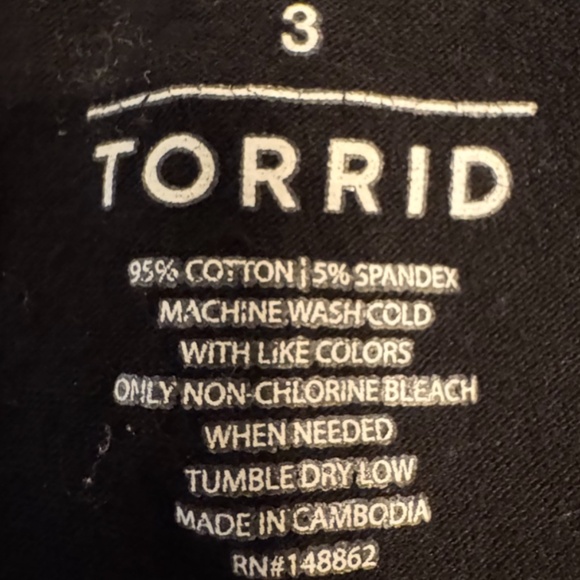 3
TORRID
95% COTTON | 5% SPANDEX
MACHINE WASH COLD
WITH LIKE COLORS
ONLY NON-CHLORINE BLEACH
WHEN NEEDED
TUMBLE DRY LOW
MADE IN CAMBODIA
RN#148862